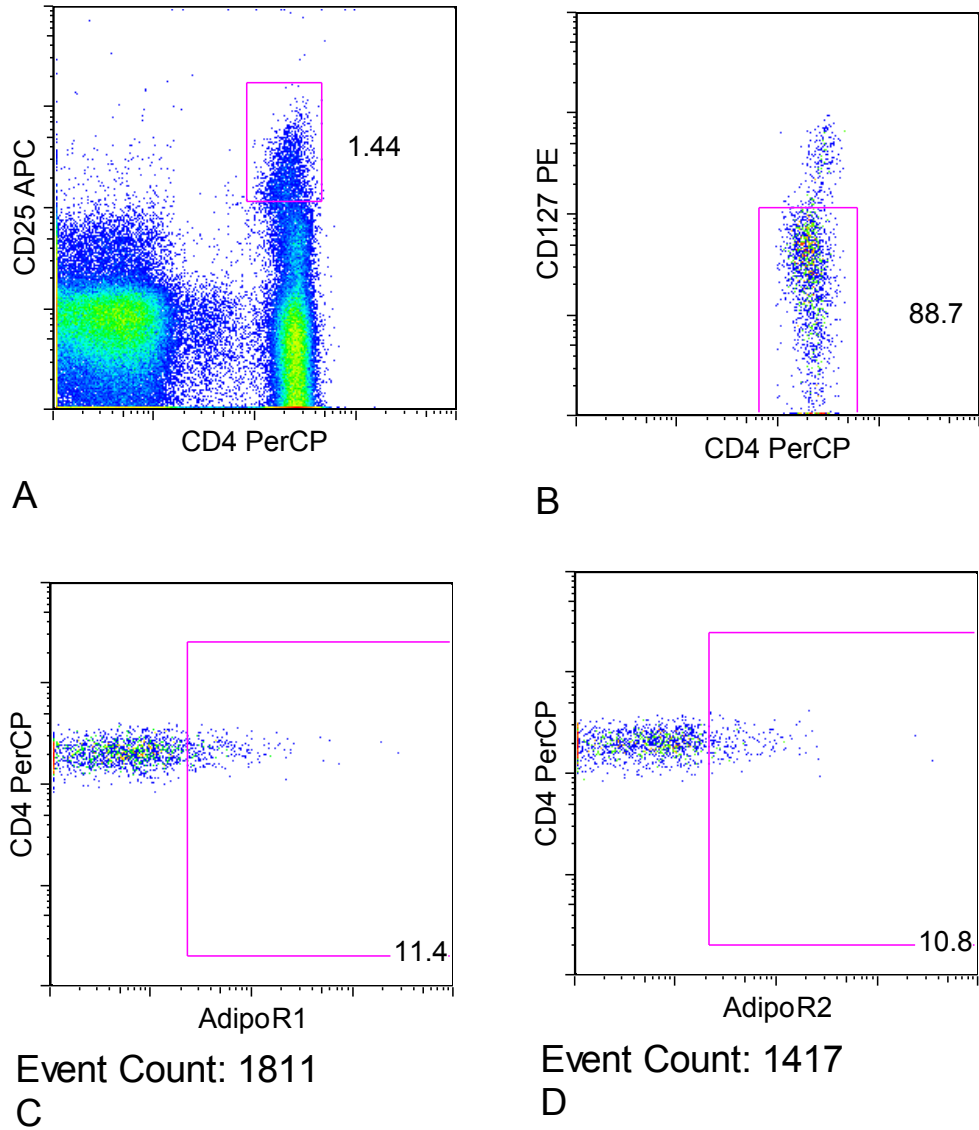 CD25 APC
1.44
CD4 PerCP
A
CD127 PE
88.7
CD4 PerCP
B
CD4 PerCP
11.4
AdipoR1
Event Count: 1811
C
CD4 PerCP
10.8
AdipoR2
Event Count: 1417
D